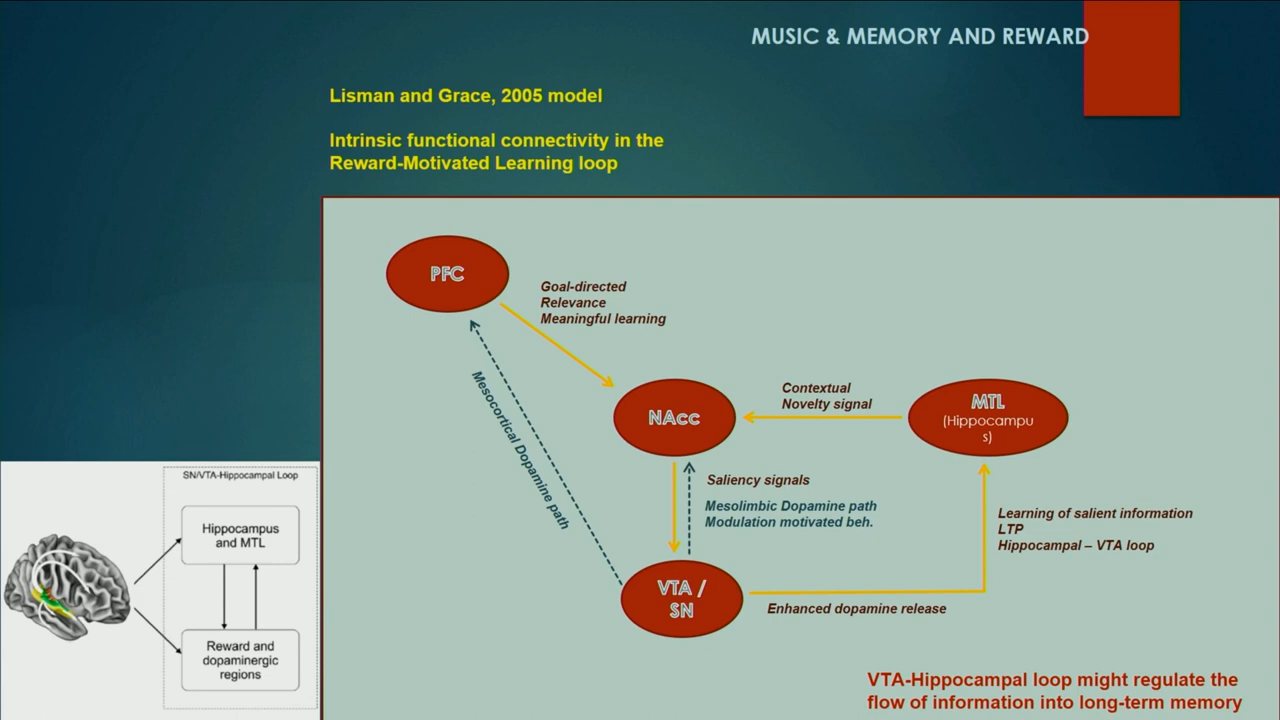 MUSIC & MEMORY AND REWARD
Lisman and Grace, 2005 model
Intrinsic functional connectivity in the
Reward-Motivated Learning loop
PFC
Goal-directed
Relevance
Meaningful learning
Mesocortical Dopamine path
NAcc
Contextual
Novelty signal
MTL
(Hippocampu
s)
Saliency signals
Mesolimbic Dopamine path
Modulation motivated beh.
Learning of salient information
LTP
Hippocampal – VTA loop
VTA /
SN
Enhanced dopamine release
VTA-Hippocampal loop might regulate the
flow of information into long-term memory
SN/VTA-Hippocampal Loop
Hippocampus
and MTL
Reward and
dopaminergic
regions